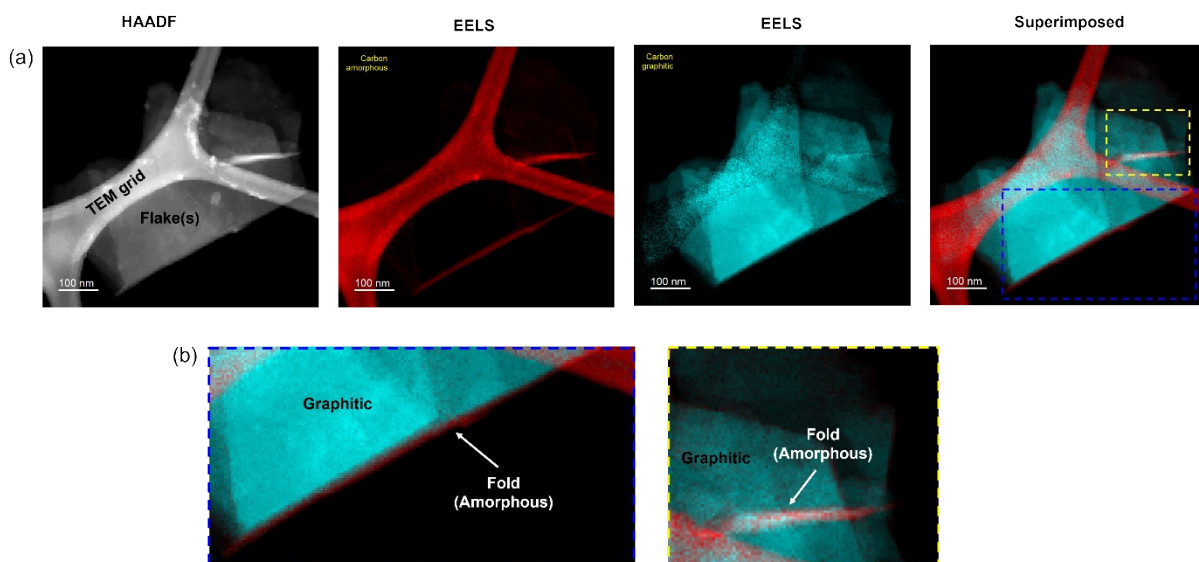 HAADF
EELS
EELS
Superimposed
(a)
Carbon
amorphous
Carbon
graphitic
TEM grid
Flake(s)
100 nm
100 nm
100 nm
100 nm
(b)
Graphitic
Fold
(Amorphous)
Graphitic
Fold
(Amorphous)